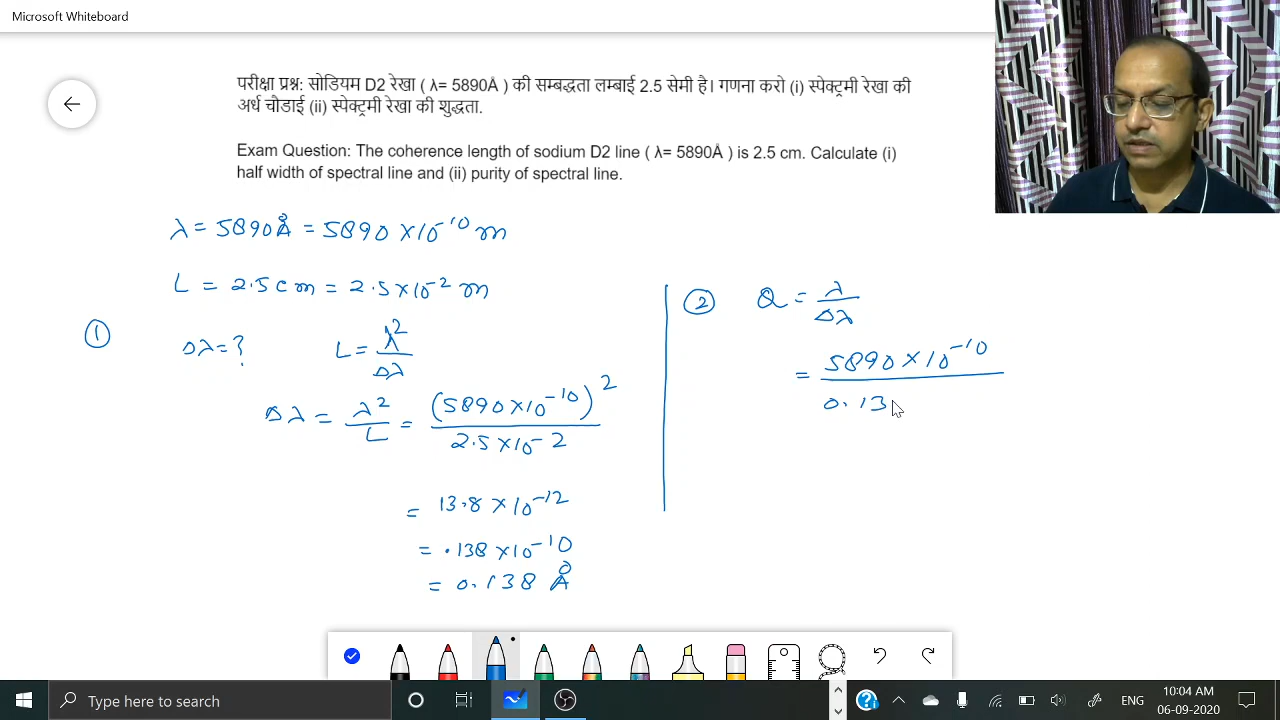 Microsoft Whiteboard
परीक्षा प्रश्न: सोडियम D2 रेखा ( λ= 5890Å ) की सम्बद्धता लम्बाई 2.5 सेमी है। गणना करो (i) स्पेक्ट्रमी रेखा की
अर्ध चौडाई (ii) स्पेक्ट्रमी रेखा की शुद्धता.
Exam Question: The coherence length of sodium D2 line ( λ= 5890Å ) is 2.5 cm. Calculate (i)
half width of spectral line and (ii) purity of spectral line.
λ = 5890Å = 5890 × 10⁻¹⁰ m
L = 2.5 cm = 2.5 × 10⁻² m
① Δλ = ? L = λ²/Δλ
Δλ = λ²/L = (5890 × 10⁻¹⁰)²/2.5 × 10⁻²
= 13.8 × 10⁻¹²
= .138 × 10⁻¹⁰
= 0.138 Å
② Q = λ/Δλ
= 5890 × 10⁻¹⁰/0.13
Type here to search
ENG
10:04 AM
06-09-2020